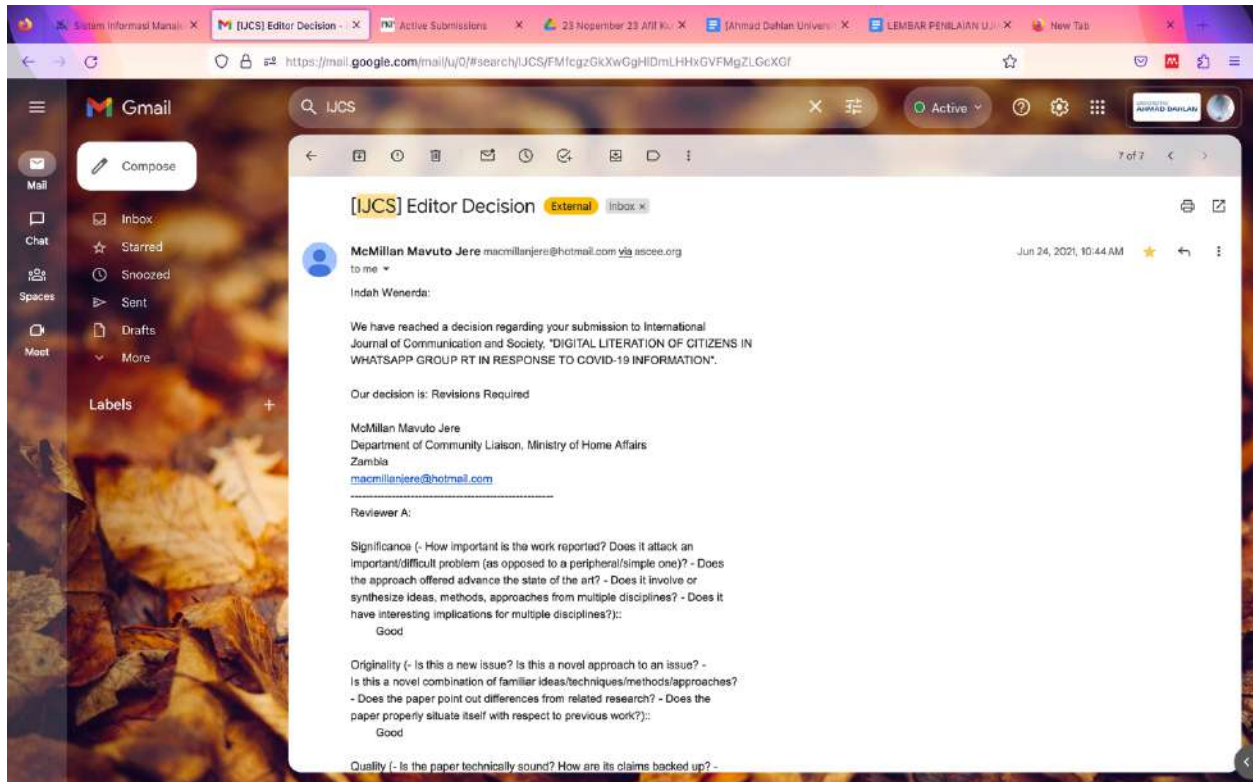 Sistem Informasi Manaj
[IJCS] Editor Decision -
Active Submissions
23 Nopember 23 Afif Ku
[Ahmad Dahlan Universi
LEMBAR PENILAIAN UJI
New Tab
https://mail.google.com/mail/u/0/#search/IJCS/FMfcgzGkXwGgHlDmLHHxGVFMgZLGcXGf
Gmail
IJCS
Active
AHMAD DAHLAN
Compose
7 of 7
Mail
Chat
Spaces
Meet
Inbox
Starred
Snoozed
Sent
Drafts
More
Labels
[IJCS] Editor Decision External Inbox x
McMillan Mavuto Jere macmillanjere@hotmail.com via ascee.org
Jun 24, 2021, 10:44 AM
to me
Indah Wenerda:
We have reached a decision regarding your submission to International
Journal of Communication and Society, "DIGITAL LITERATION OF CITIZENS IN
WHATSAPP GROUP RT IN RESPONSE TO COVID-19 INFORMATION".
Our decision is: Revisions Required
McMillan Mavuto Jere
Department of Community Liaison, Ministry of Home Affairs
Zambia
macmillanjere@hotmail.com
------------------------------------------------------
Reviewer A:
Significance (- How important is the work reported? Does it attack an
important/difficult problem (as opposed to a peripheral/simple one)? - Does
the approach offered advance the state of the art? - Does it involve or
synthesize ideas, methods, approaches from multiple disciplines? - Does it
have interesting implications for multiple disciplines?)::
Good
Originality (- Is this a new issue? Is this a novel approach to an issue? -
Is this a novel combination of familiar ideas/techniques/methods/approaches?
- Does the paper point out differences from related research? - Does the
paper properly situate itself with respect to previous work?)::
Good
Quality (- Is the paper technically sound? How are its claims backed up? -